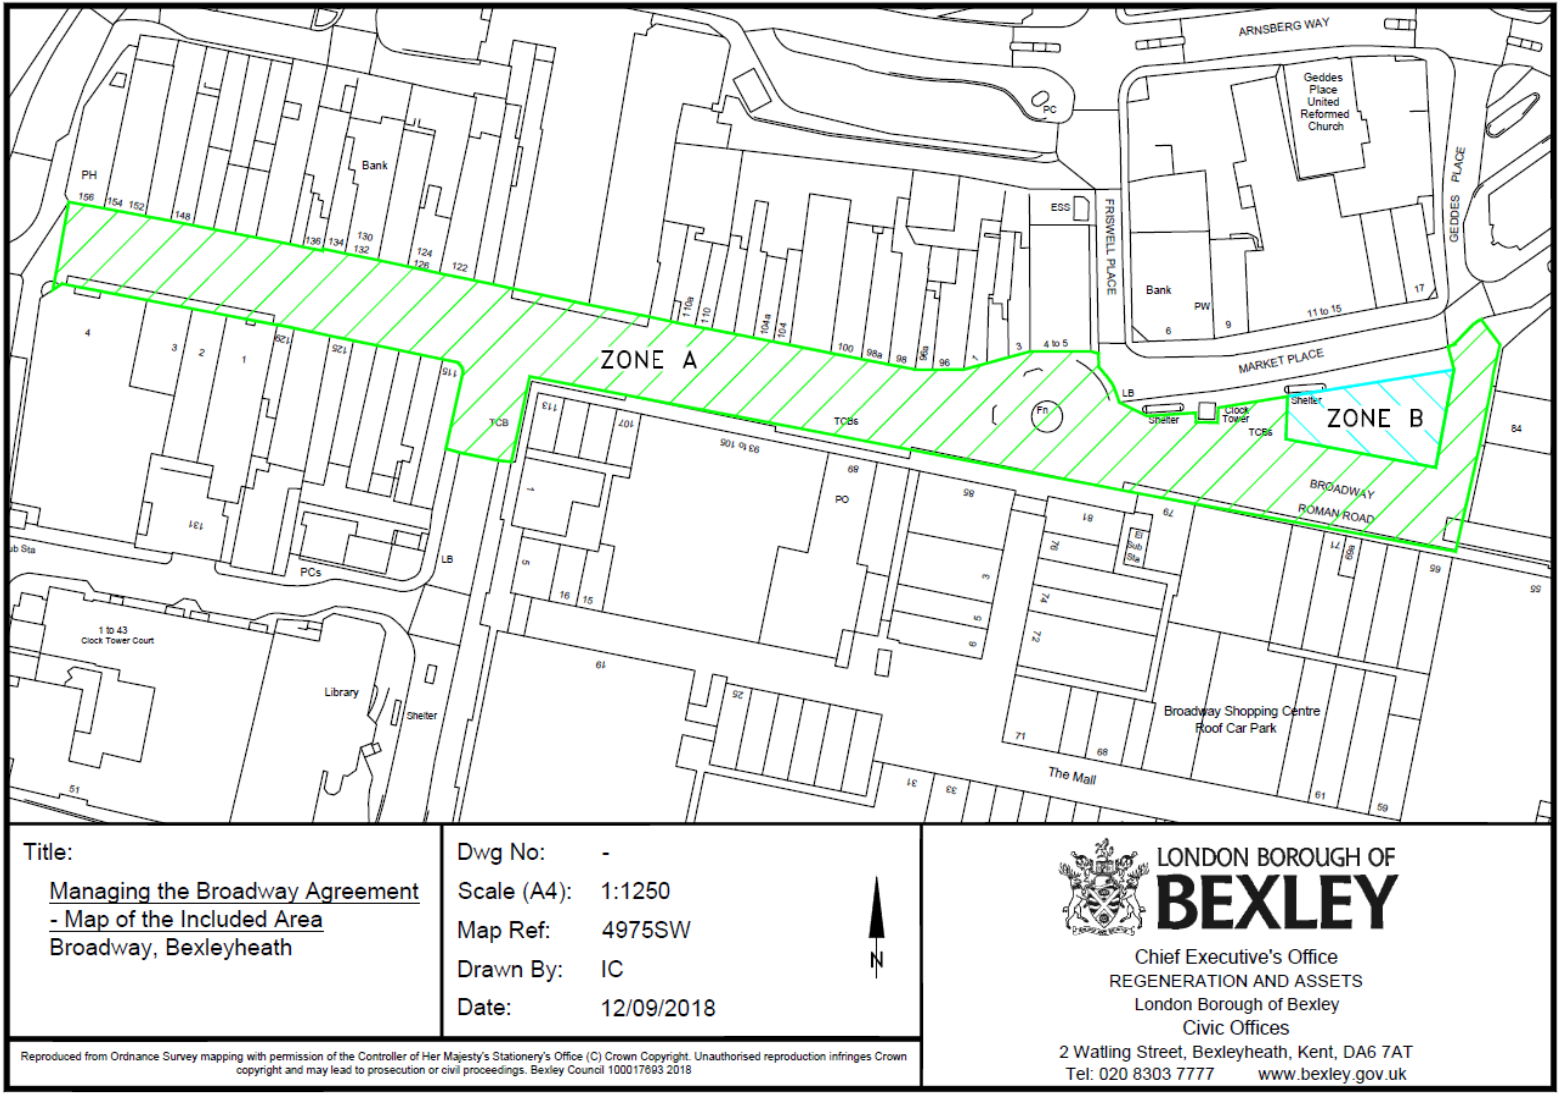 ARNSBERG WAY
Geddes
Place
United
Reformed
Church
PC
GEDDES PLACE
Bank
PH
156
154
152
148
136
134
130
132
124
126
122
ESS
FRISWELL PLACE
Bank
PW
6
9
11 to 15
17
110a
110
104a
104
100
98a
98
96a
96
1
3
4 to 5
MARKET PLACE
ZONE A
4
3
2
1
129
125
115
TCB
113
107
93 to 106
TCBs
Fn
LB
Shelter
Clock
Tower
TCBs
Shelter
ZONE B
84
BROADWAY
ROMAN ROAD
89
PO
85
81
79
El
Sub
Sta
71
69a
65
55
131
ub Sta
PCs
LB
1
5
16
15
3
5
9
76
74
72
1 to 43
Clock Tower Court
19
25
Library
Shelter
Broadway Shopping Centre
Roof Car Park
71
68
The Mall
31
33
61
59
51
Title:
Managing the Broadway Agreement
- Map of the Included Area
Broadway, Bexleyheath
Dwg No: -
Scale (A4): 1:1250
Map Ref: 4975SW
Drawn By: IC
Date: 12/09/2018
N
LONDON BOROUGH OF
BEXLEY
Chief Executive's Office
REGENERATION AND ASSETS
London Borough of Bexley
Civic Offices
2 Watling Street, Bexleyheath, Kent, DA6 7AT
Tel: 020 8303 7777 www.bexley.gov.uk
Reproduced from Ordnance Survey mapping with permission of the Controller of Her Majesty's Stationery's Office (C) Crown Copyright. Unauthorised reproduction infringes Crown
copyright and may lead to prosecution or civil proceedings. Bexley Council 100017693 2018